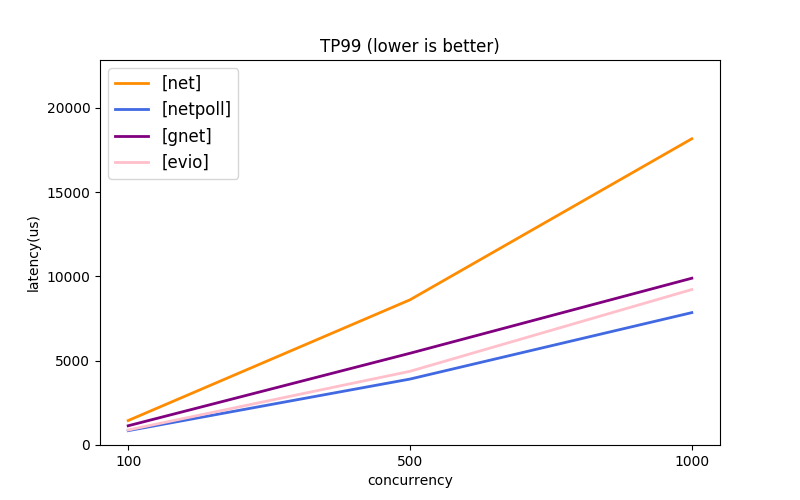 TP99 (lower is better)
[net]
[netpoll]
[gnet]
[evio]
latency(us)
20000
15000
10000
5000
0
100
500
1000
concurrency